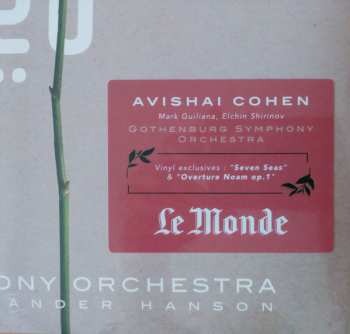 20
AVISHAI COHEN
Mark Guiliana, Elchin Shirinov
GOTHENBURG SYMPHONY
ORCHESTRA
Vinyl exclusives : "Seven Seas"
& "Overture Noam op.1"
Le Monde
ONY ORCHESTRA
ANDER HANSON